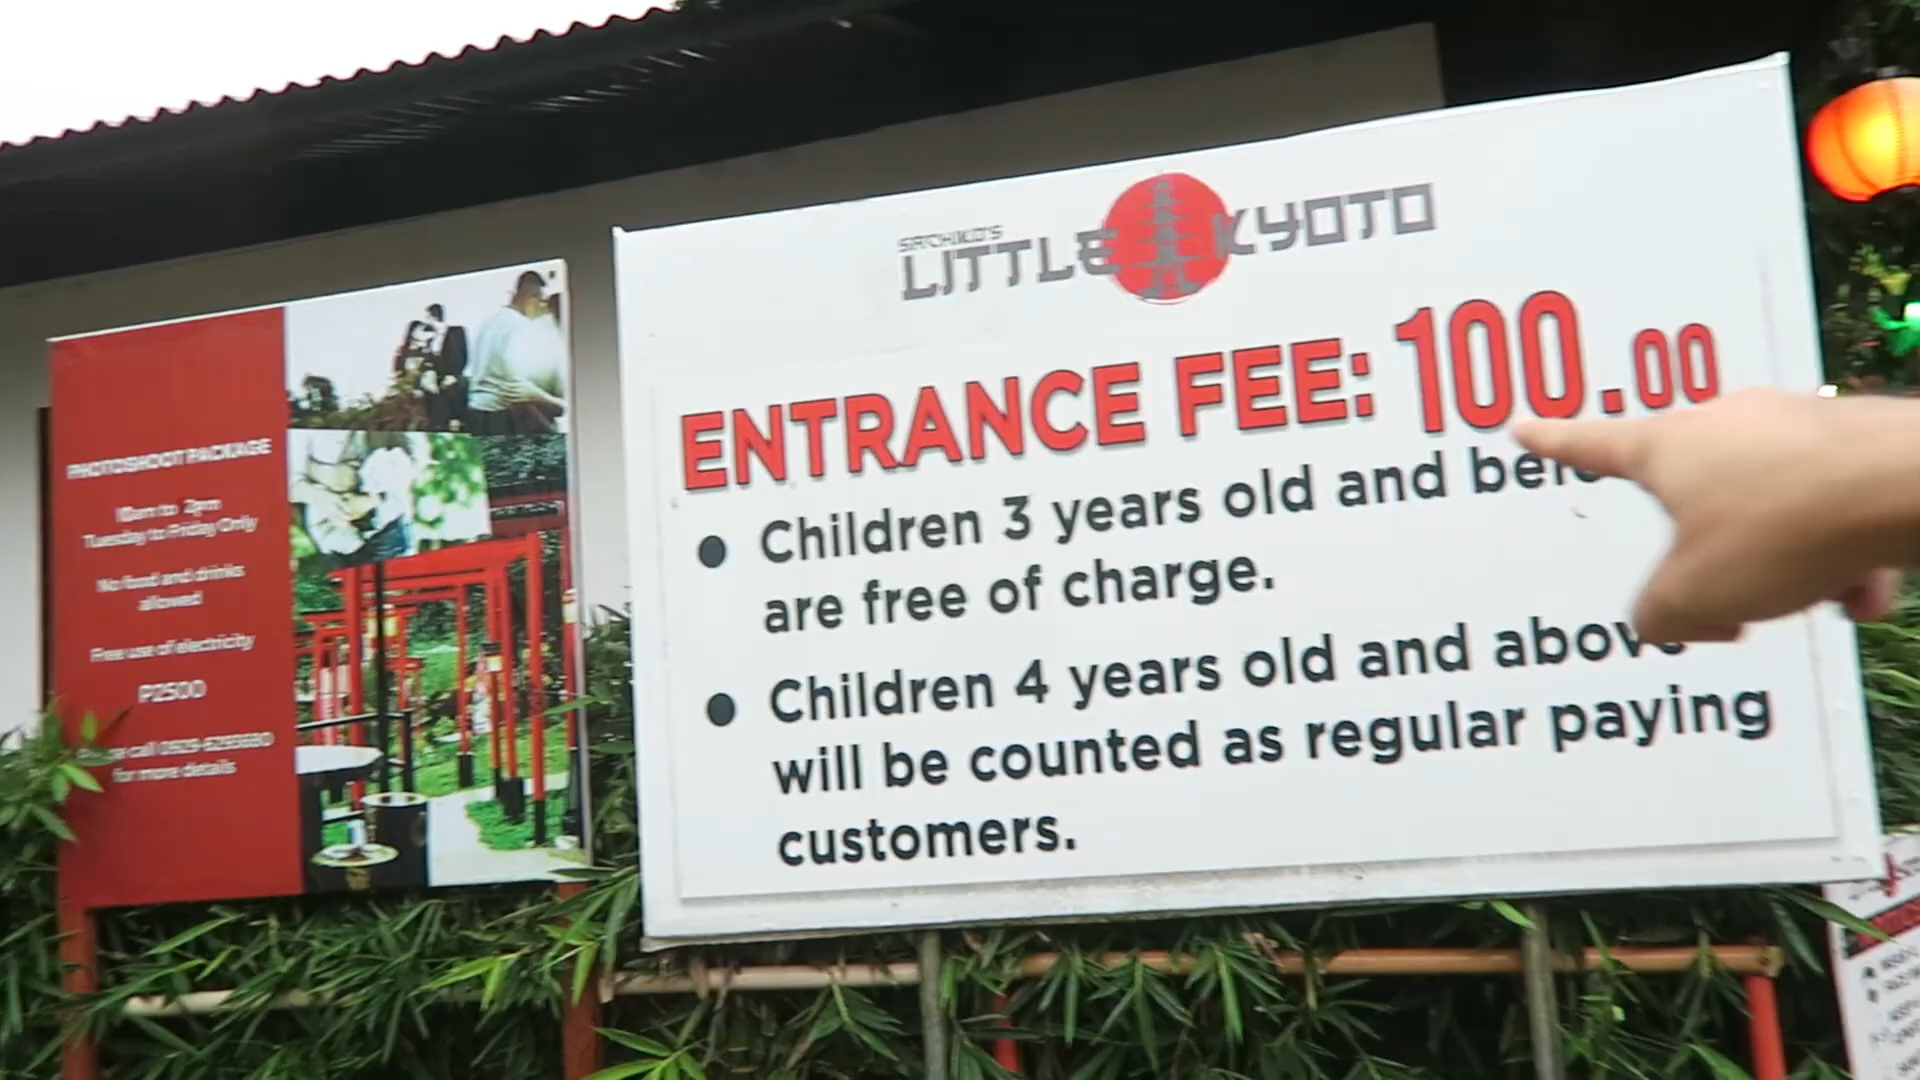 PHOTOSHOOT PACKAGE
10am to 2pm
Tuesday to Friday Only
No food and drinks
allowed
Free use of electricity
P2500
call
for more details
SACHIKO'S
LITTLE KYOTO
ENTRANCE FEE: 100.00
Children 3 years old and
are free of charge.
Children 4 years old and above
will be counted as regular paying
customers.